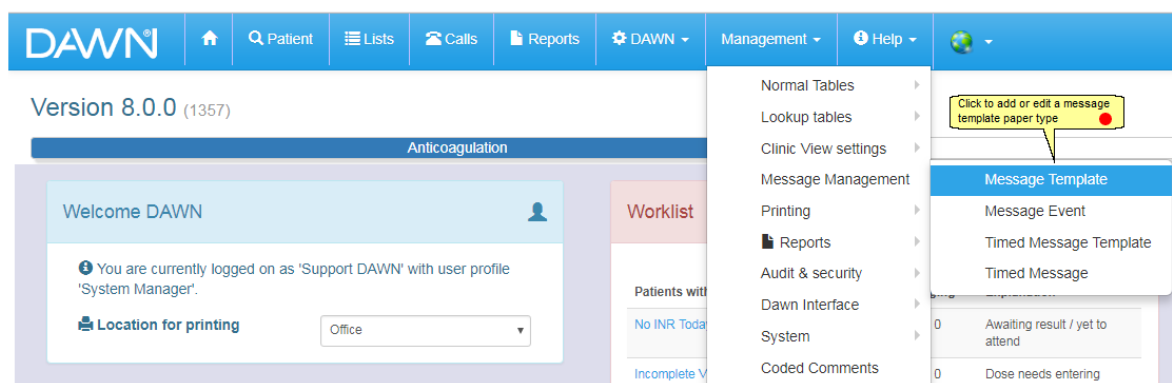 DAWN Patient Lists Calls Reports DAWN Management Help
Version 8.0.0 (1357)
Anticoagulation
Welcome DAWN
You are currently logged on as 'Support DAWN' with user profile
'System Manager'.
Location for printing
Office
Worklist
Patients with
No INR Toda
0
Awaiting result / yet to
attend
Incomplete V
0
Dose needs entering
Normal Tables
Lookup tables
Clinic View settings
Message Management
Printing
Reports
Audit & security
Dawn Interface
System
Coded Comments
Click to add or edit a message
template paper type
Message Template
Message Event
Timed Message Template
Timed Message